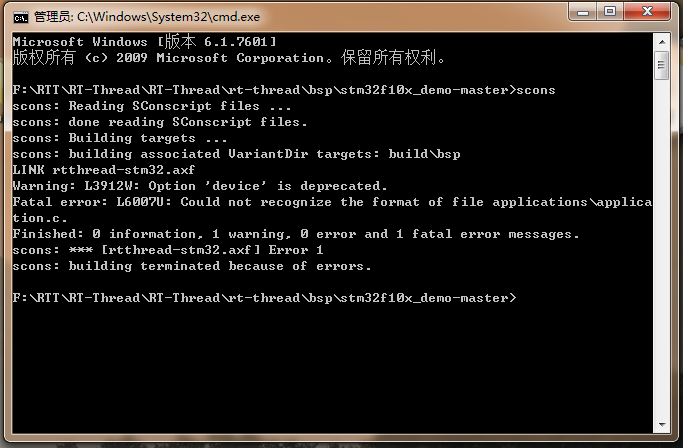 管理员: C:\Windows\System32\cmd.exe
Microsoft Windows [版本 6.1.7601]
版权所有 (c) 2009 Microsoft Corporation。保留所有权利。
F:\RTT\RT-Thread\RT-Thread\rt-thread\bsp\stm32f10x_demo-master>scons
scons: Reading SConscript files ...
scons: done reading SConscript files.
scons: Building targets ...
scons: building associated VariantDir targets: build\bsp
LINK rtthread-stm32.axf
Warning: L3912W: Option 'device' is deprecated.
Fatal error: L6007U: Could not recognize the format of file applications\applica
tion.c.
Finished: 0 information, 1 warning, 0 error and 1 fatal error messages.
scons: *** [rtthread-stm32.axf] Error 1
scons: building terminated because of errors.
F:\RTT\RT-Thread\RT-Thread\rt-thread\bsp\stm32f10x_demo-master>